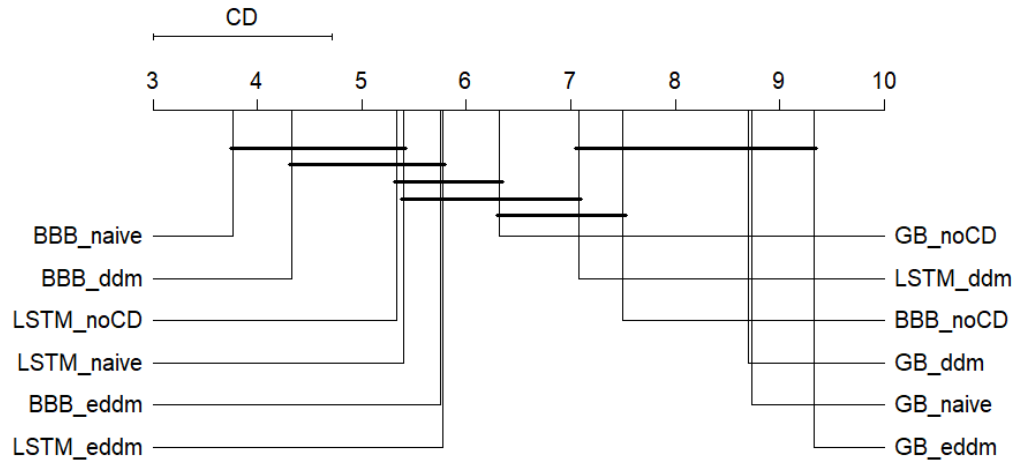 CD
3 4 5 6 7 8 9 10
BBB_naive GB_noCD
BBB_ddm LSTM_ddm
LSTM_noCD BBB_noCD
LSTM_naive GB_ddm
BBB_eddm GB_naive
LSTM_eddm GB_eddm